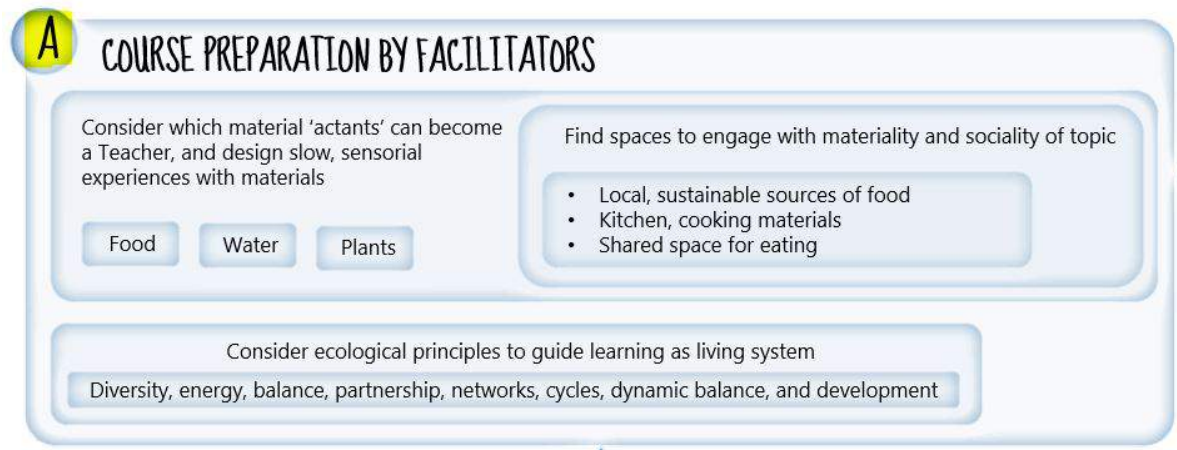 A
COURSE PREPARATION BY FACILITATORS
Consider which material 'actants' can become
a Teacher, and design slow, sensorial
experiences with materials
Food
Water
Plants
Find spaces to engage with materiality and sociality of topic
• Local, sustainable sources of food
• Kitchen, cooking materials
• Shared space for eating
Consider ecological principles to guide learning as living system
Diversity, energy, balance, partnership, networks, cycles, dynamic balance, and development